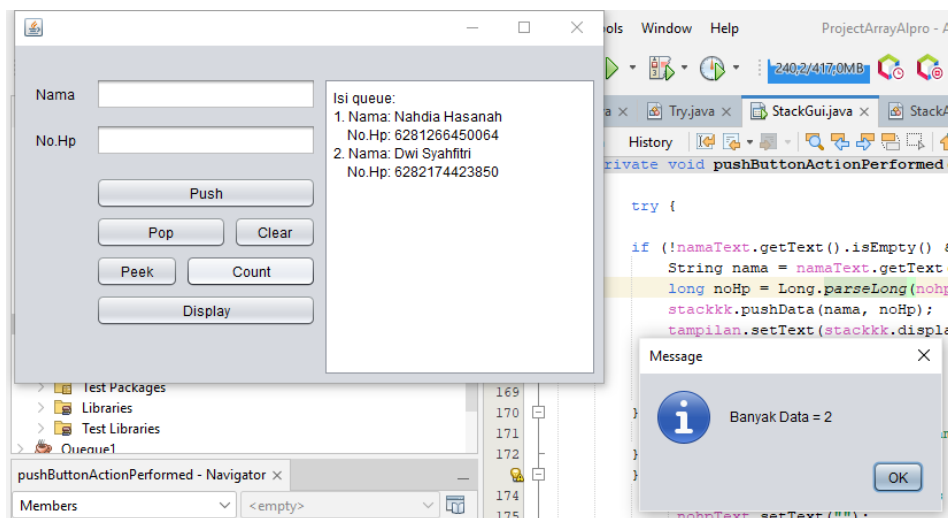 ols Window Help ProjectArrayAlpro - A
240,2/417,0MB
Nama
No.Hp
Push
Pop Clear
Peek Count
Display
Isi queue:
1. Nama: Nahdia Hasanah
No.Hp: 6281266450064
2. Nama: Dwi Syahfitri
No.Hp: 6282174423850
a × Try.java × StackGui.java × StackA
History
rivate void pushButtonActionPerformed
try {
if (!namaText.getText().isEmpty() &
String nama = namaText.getText(
long noHp = Long.parseLong(nohp
stackkk.pushData(nama, noHp);
tampilan.setText(stackkk.displa
Message
Banyak Data = 2
OK
169
170 }
171
172 }
}
174
175 nohpText.setText("");
Test Packages
Libraries
Test Libraries
Queque1
pushButtonActionPerformed - Navigator ×
Members <empty>